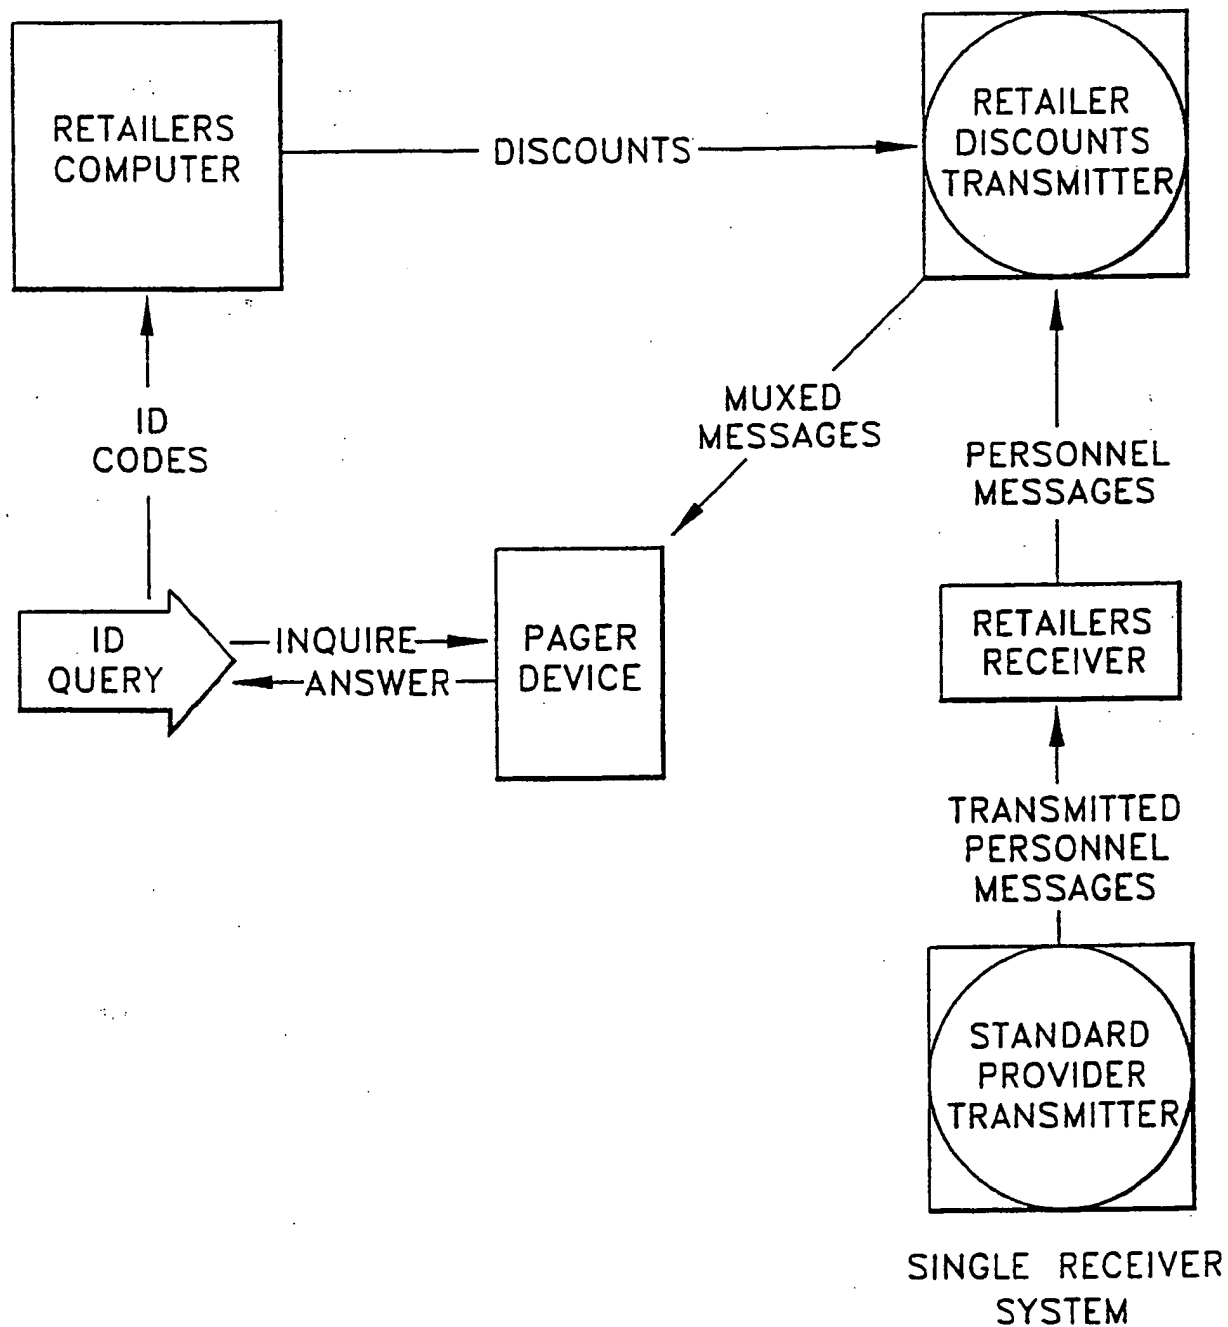 RETAILERS
COMPUTER
DISCOUNTS
RETAILER
DISCOUNTS
TRANSMITTER
ID
CODES
MUXED
MESSAGES
PERSONNEL
MESSAGES
ID
QUERY
INQUIRE
ANSWER
PAGER
DEVICE
RETAILERS
RECEIVER
TRANSMITTED
PERSONNEL
MESSAGES
STANDARD
PROVIDER
TRANSMITTER
SINGLE RECEIVER
SYSTEM